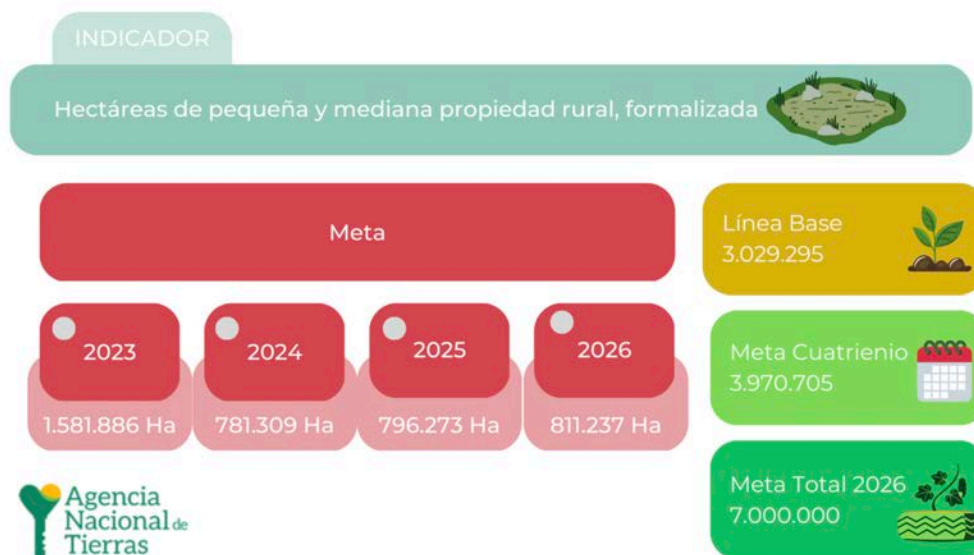 INDICADOR
Hectáreas de pequeña y mediana propiedad rural, formalizada
Meta
2023
1.581.886 Ha
2024
781.309 Ha
2025
796.273 Ha
2026
811.237 Ha
Línea Base
3.029.295
Meta Cuatrienio
3.970.705
Meta Total 2026
7.000.000
Agencia
Nacional de
Tierras